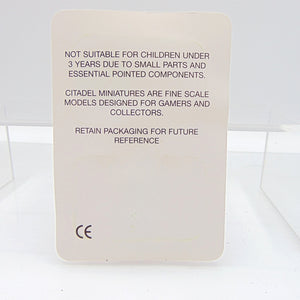 NOT SUITABLE FOR CHILDREN UNDER
3 YEARS DUE TO SMALL PARTS AND
ESSENTIAL POINTED COMPONENTS.
CITADEL MINIATURES ARE FINE SCALE
MODELS DESIGNED FOR GAMERS AND
COLLECTORS.
RETAIN PACKAGING FOR FUTURE
REFERENCE
CE